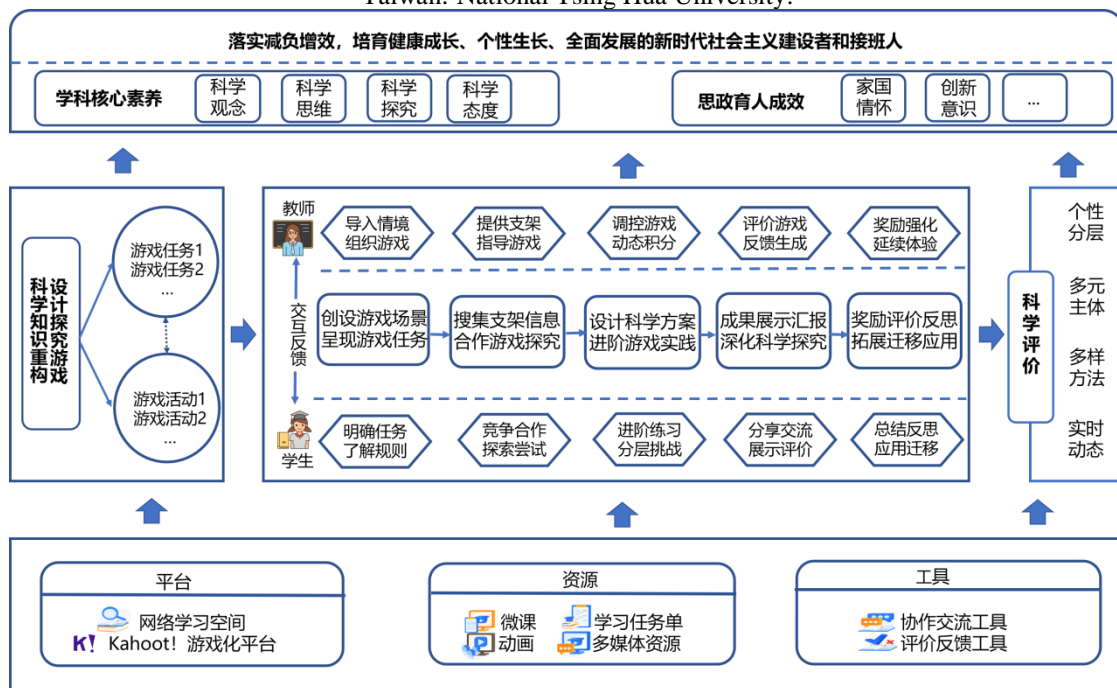 Taiwan: National Tsing Hua University.
落实减负增效，培育健康成长、个性生长、全面发展的新时代社会主义建设者和接班人
学科核心素养
科学
观念
科学
思维
科学
探究
科学
态度
思政育人成效
家国
情怀
创新
意识
...
设计探究游戏
科学知识重构
游戏任务1
游戏任务2
...
游戏活动1
游戏活动2
...
教师
导入情境
组织游戏
提供支架
指导游戏
调控游戏
动态积分
评价游戏
反馈生成
奖励强化
延续体验
交互反馈
创设游戏场景
呈现游戏任务
搜集支架信息
合作游戏探究
设计科学方案
进阶游戏实践
成果展示汇报
深化科学探究
奖励评价反思
拓展迁移应用
学生
明确任务
了解规则
竞争合作
探索尝试
进阶练习
分层挑战
分享交流
展示评价
总结反思
应用迁移
科学评价
个性
分层
多元
主体
多样
方法
实时
动态
平台
网络学习空间
K! Kahoot! 游戏化平台
资源
微课
学习任务单
动画
多媒体资源
工具
协作交流工具
评价反馈工具